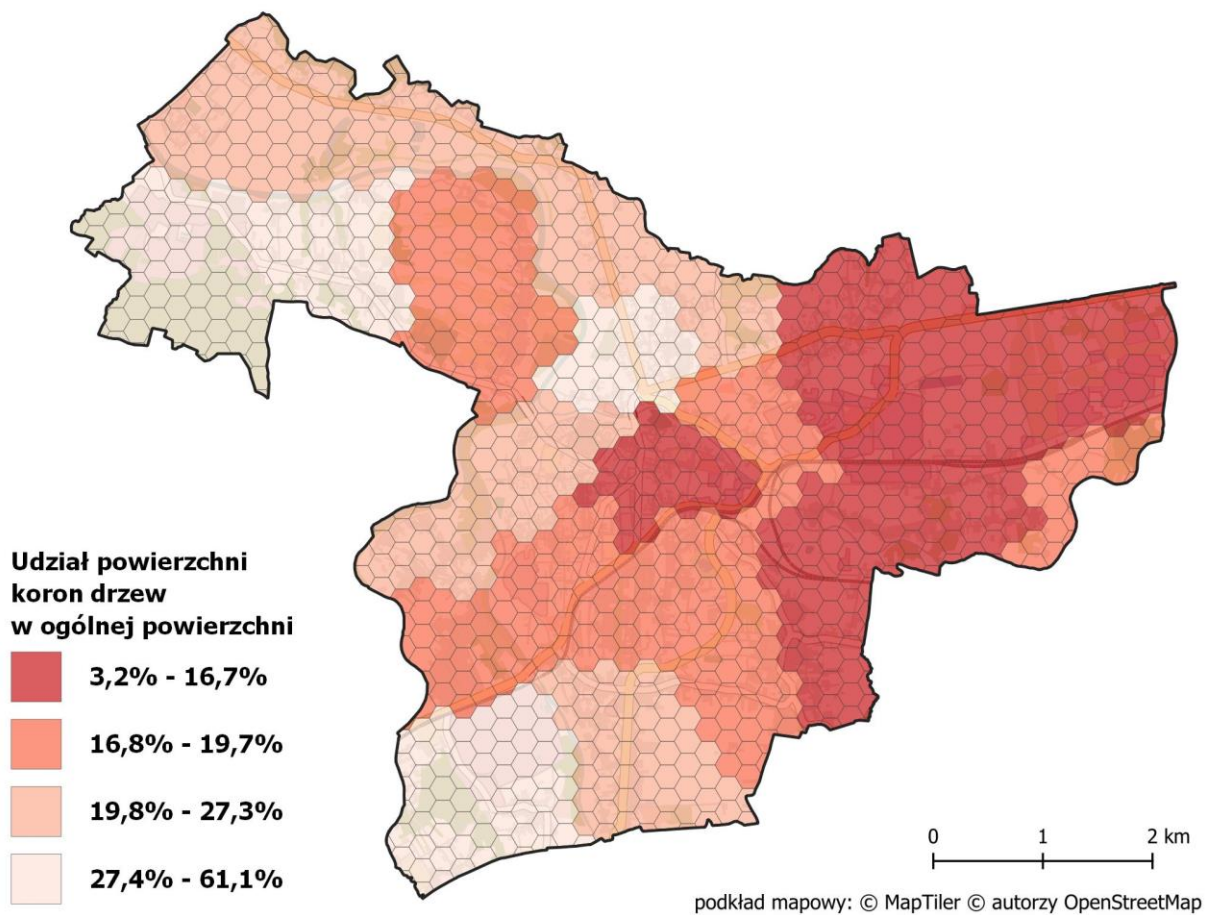 Udział powierzchni
koron drzew
w ogólnej powierzchni
3,2% - 16,7%
16,8% - 19,7%
19,8% - 27,3%
27,4% - 61,1%
0 1 2 km
podkład mapowy: © MapTiler © autorzy OpenStreetMap